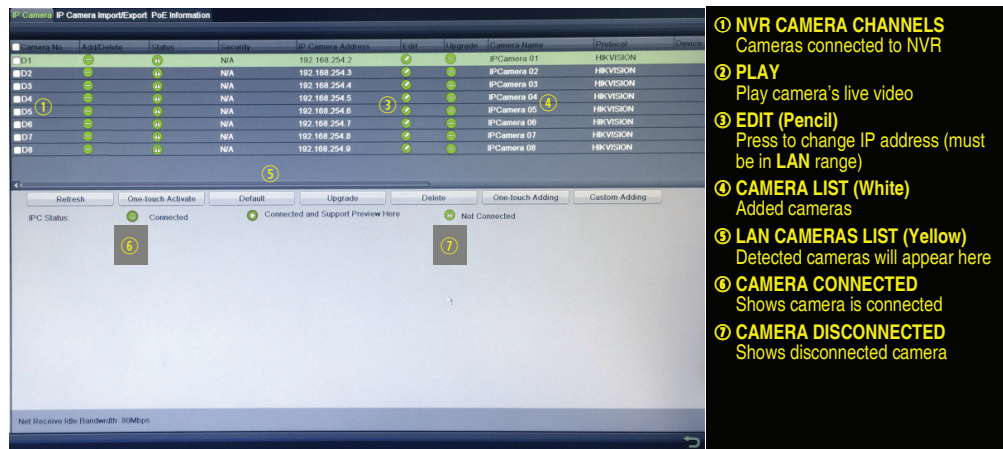 IP Camera IP Camera Import/Export PoE Information
Camera No. Add/Delete Status Security IP Camera Address Edit Upgrade Camera Name Protocol Device
D1 N/A 192.168.254.2 IPCamera 01 HIKVISION
D2 N/A 192.168.254.3 IPCamera 02 HIKVISION
D3 N/A 192.168.254.4 IPCamera 03 HIKVISION
D4 N/A 192.168.254.5 IPCamera 04 HIKVISION
D5 N/A 192.168.254.6 IPCamera 05 HIKVISION
D6 N/A 192.168.254.7 IPCamera 06 HIKVISION
D7 N/A 192.168.254.8 IPCamera 07 HIKVISION
D8 N/A 192.168.254.9 IPCamera 08 HIKVISION
① ③ ④
⑤
Refresh One-touch Activate Default Upgrade Delete One-touch Adding Custom Adding
IPC Status: Connected Connected and Support Preview Here Not Connected
⑥ ⑦
Net Receive Idle Bandwidth: 80Mbps
① NVR CAMERA CHANNELS
Cameras connected to NVR
② PLAY
Play camera's live video
③ EDIT (Pencil)
Press to change IP address (must
be in LAN range)
④ CAMERA LIST (White)
Added cameras
⑤ LAN CAMERAS LIST (Yellow)
Detected cameras will appear here
⑥ CAMERA CONNECTED
Shows camera is connected
⑦ CAMERA DISCONNECTED
Shows disconnected camera